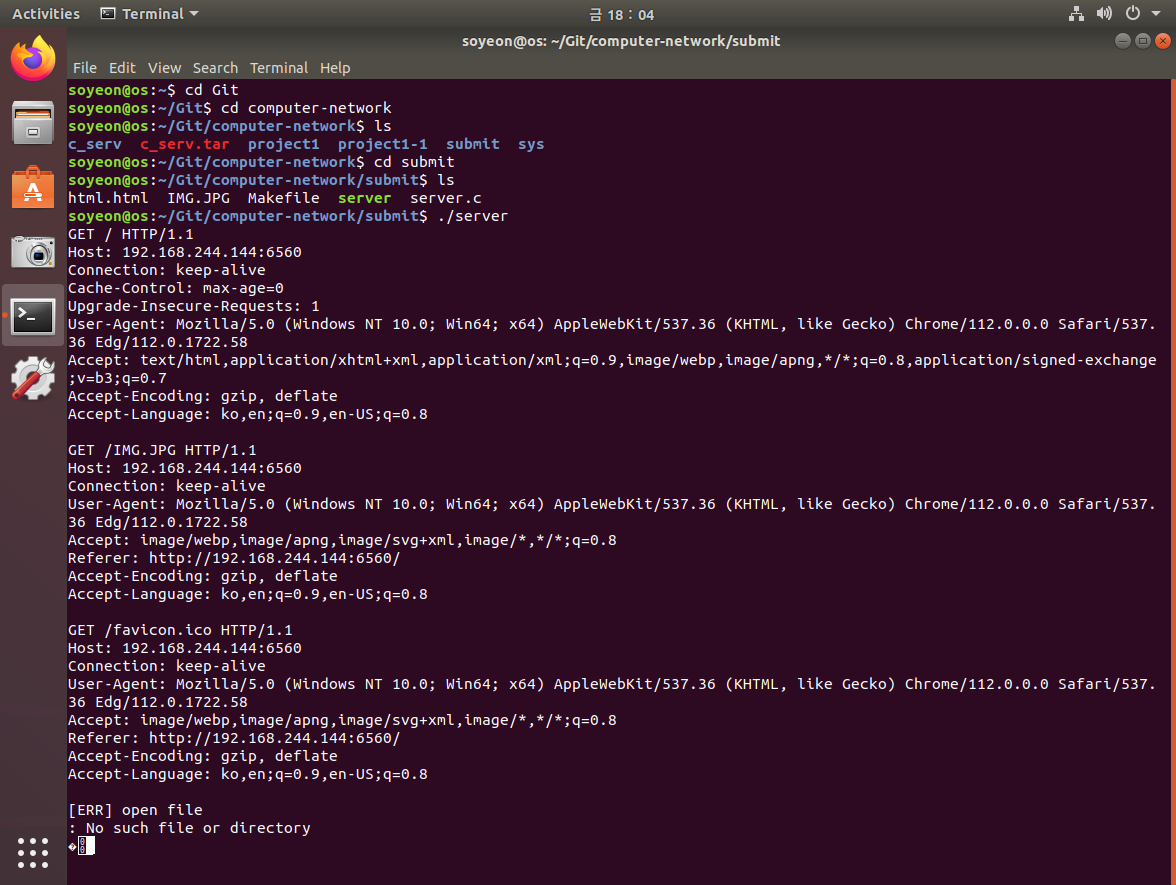 Activities Terminal 금 18 : 04
soyeon@os: ~/Git/computer-network/submit
File Edit View Search Terminal Help
soyeon@os:~$ cd Git
soyeon@os:~/Git$ cd computer-network
soyeon@os:~/Git/computer-network$ ls
c_serv  c_serv.tar  project1  project1-1  submit  sys
soyeon@os:~/Git/computer-network$ cd submit
soyeon@os:~/Git/computer-network/submit$ ls
html.html  IMG.JPG  Makefile  server  server.c
soyeon@os:~/Git/computer-network/submit$ ./server
GET / HTTP/1.1
Host: 192.168.244.144:6560
Connection: keep-alive
Cache-Control: max-age=0
Upgrade-Insecure-Requests: 1
User-Agent: Mozilla/5.0 (Windows NT 10.0; Win64; x64) AppleWebKit/537.36 (KHTML, like Gecko) Chrome/112.0.0.0 Safari/537.
36 Edg/112.0.1722.58
Accept: text/html,application/xhtml+xml,application/xml;q=0.9,image/webp,image/apng,*/*;q=0.8,application/signed-exchange
;v=b3;q=0.7
Accept-Encoding: gzip, deflate
Accept-Language: ko,en;q=0.9,en-US;q=0.8
GET /IMG.JPG HTTP/1.1
Host: 192.168.244.144:6560
Connection: keep-alive
User-Agent: Mozilla/5.0 (Windows NT 10.0; Win64; x64) AppleWebKit/537.36 (KHTML, like Gecko) Chrome/112.0.0.0 Safari/537.
36 Edg/112.0.1722.58
Accept: image/webp,image/apng,image/svg+xml,image/*,*/*;q=0.8
Referer: http://192.168.244.144:6560/
Accept-Encoding: gzip, deflate
Accept-Language: ko,en;q=0.9,en-US;q=0.8
GET /favicon.ico HTTP/1.1
Host: 192.168.244.144:6560
Connection: keep-alive
User-Agent: Mozilla/5.0 (Windows NT 10.0; Win64; x64) AppleWebKit/537.36 (KHTML, like Gecko) Chrome/112.0.0.0 Safari/537.
36 Edg/112.0.1722.58
Accept: image/webp,image/apng,image/svg+xml,image/*,*/*;q=0.8
Referer: http://192.168.244.144:6560/
Accept-Encoding: gzip, deflate
Accept-Language: ko,en;q=0.9,en-US;q=0.8
[ERR] open file
: No such file or directory